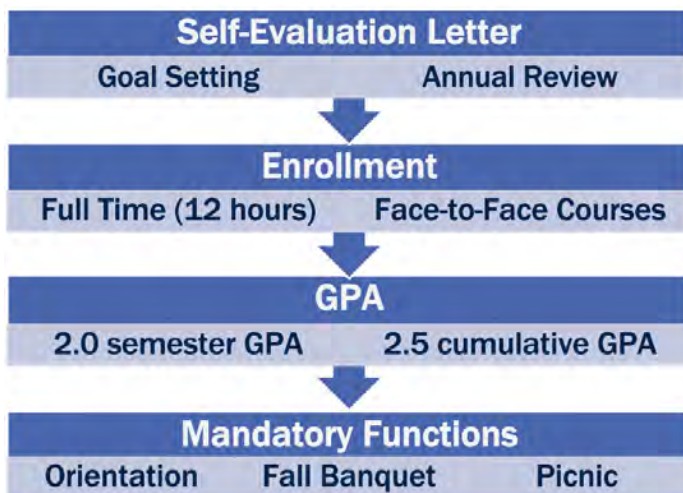 Self-Evaluation Letter
Goal Setting Annual Review
Enrollment
Full Time (12 hours) Face-to-Face Courses
GPA
2.0 semester GPA 2.5 cumulative GPA
Mandatory Functions
Orientation Fall Banquet Picnic